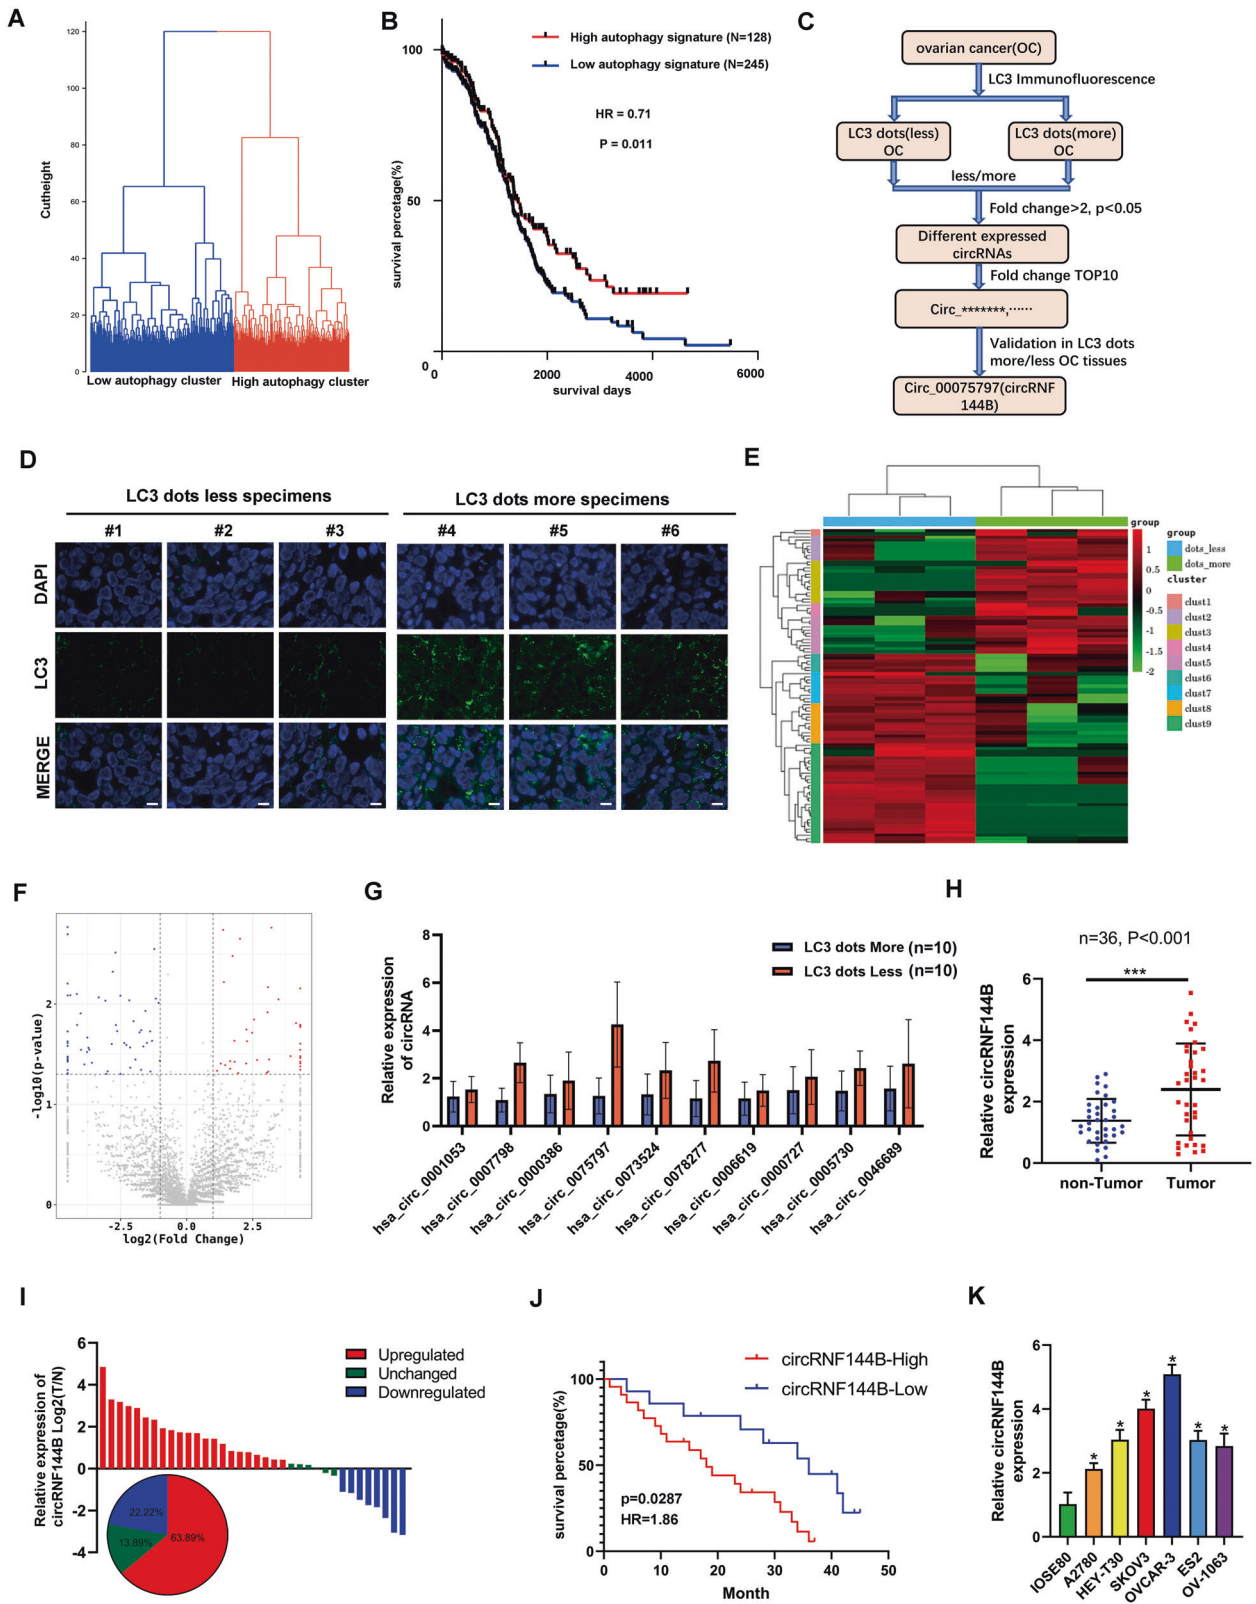 A
Cutheight
120
100
80
60
40
20
0
Low autophagy cluster
High autophagy cluster
B
High autophagy signature (N=128)
Low autophagy signature (N=245)
HR = 0.71
P = 0.011
survival percetage(%)
100
50
0
0
2000
4000
6000
survival days
C
ovarian cancer(OC)
LC3 Immunofluorescence
LC3 dots(less)
OC
LC3 dots(more)
OC
less/more
Fold change>2, p<0.05
Different expressed
circRNAs
Fold change TOP10
Circ_*******,······
Validation in LC3 dots
more/less OC tissues
Circ_00075797(circRNF
144B)
D
LC3 dots less specimens
LC3 dots more specimens
#1
#2
#3
#4
#5
#6
DAPI
LC3
MERGE
E
group
1
0.5
0
-0.5
-1
-1.5
-2
group
dots_less
dots_more
cluster
clust1
clust2
clust3
clust4
clust5
clust6
clust7
clust8
clust9
F
-log10(p-value)
2
1
0
-2.5
0.0
2.5
log2(Fold Change)
G
Relative expression
of circRNA
8
6
4
2
0
LC3 dots More (n=10)
LC3 dots Less (n=10)
hsa_circ_0001053
hsa_circ_0007798
hsa_circ_0000386
hsa_circ_0075797
hsa_circ_0073524
hsa_circ_0078277
hsa_circ_0006619
hsa_circ_0000727
hsa_circ_0005730
hsa_circ_0046689
H
n=36, P<0.001
***
Relative circRNF144B
expression
6
4
2
0
non-Tumor
Tumor
I
Relative expression of
circRNF144B Log2(T/N)
6
4
2
0
-2
-4
Upregulated
Unchanged
Downregulated
22.22%
13.89%
63.89%
J
circRNF144B-High
circRNF144B-Low
survival percetage(%)
100
50
0
p=0.0287
HR=1.86
0
10
20
30
40
50
Month
K
Relative circRNF144B
expression
6
4
2
0
*
*
*
*
*
*
IOSE80
A2780
HEY-T30
SKOV3
OVCAR-3
ES2
OV-1063